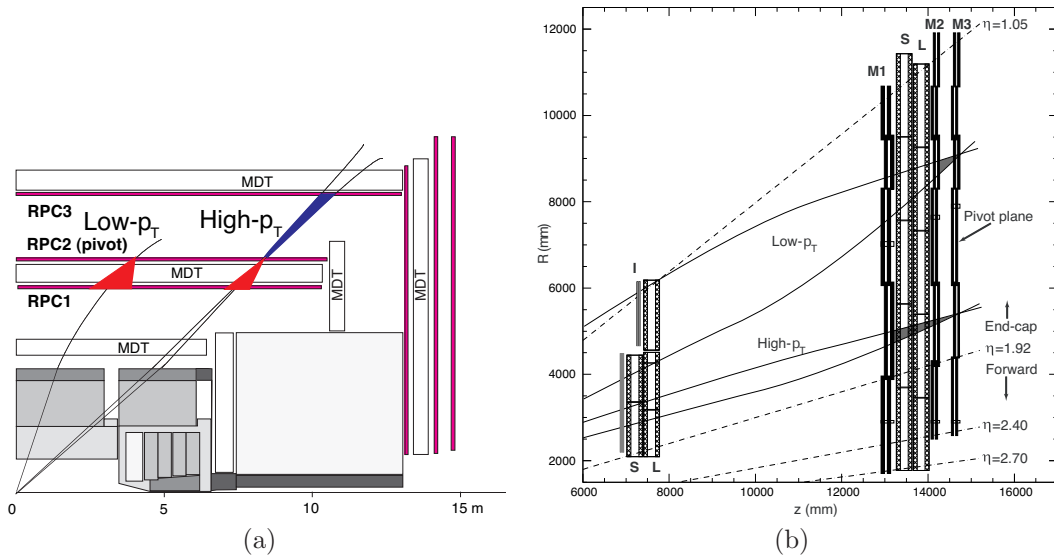 MDT
RPC3
Low-pT
High-pT
RPC2 (pivot)
MDT
RPC1
MDT
MDT
MDT
0
5
10
15 m
(a)
R (mm)
12000
10000
8000
6000
4000
2000
6000
8000
10000
12000
14000
16000
z (mm)
M1
S
L
M2
M3
η=1.05
Low-pT
Pivot plane
I
High-pT
End-cap
η=1.92
Forward
η=2.40
η=2.70
S
L
(b)